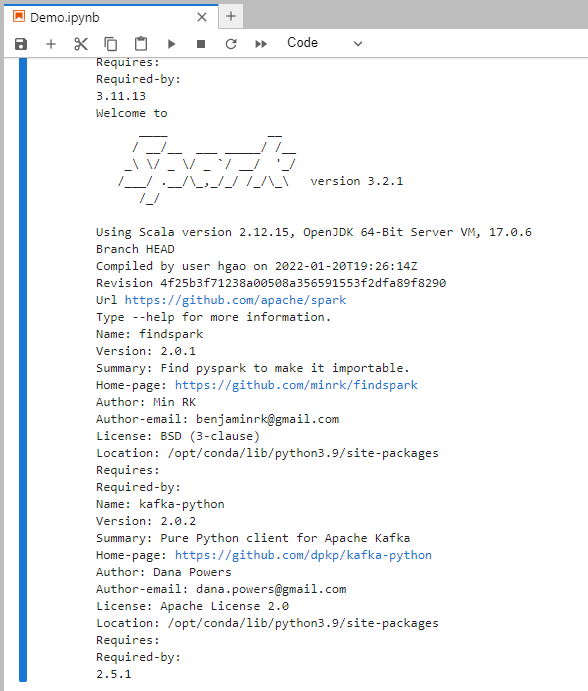 Demo.ipynb
Code
Requires:
Required-by:
3.11.13
Welcome to
      ____              __
     / __/__  ___ _____/ /__
    _\ \/ _ \/ _ `/ __/  '_/
   /___/ .__/\_,_/_/ /_/\_\   version 3.2.1
      /_/
Using Scala version 2.12.15, OpenJDK 64-Bit Server VM, 17.0.6
Branch HEAD
Compiled by user hgao on 2022-01-20T19:26:14Z
Revision 4f25b3f71238a00508a356591553f2dfa89f8290
Url https://github.com/apache/spark
Type --help for more information.
Name: findspark
Version: 2.0.1
Summary: Find pyspark to make it importable.
Home-page: https://github.com/minrk/findspark
Author: Min RK
Author-email: benjaminrk@gmail.com
License: BSD (3-clause)
Location: /opt/conda/lib/python3.9/site-packages
Requires:
Required-by:
Name: kafka-python
Version: 2.0.2
Summary: Pure Python client for Apache Kafka
Home-page: https://github.com/dpkp/kafka-python
Author: Dana Powers
Author-email: dana.powers@gmail.com
License: Apache License 2.0
Location: /opt/conda/lib/python3.9/site-packages
Requires:
Required-by:
2.5.1